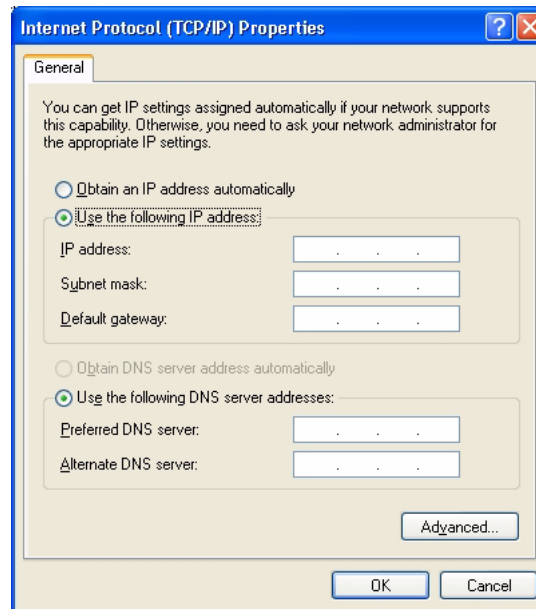 Internet Protocol (TCP/IP) Properties
General
You can get IP settings assigned automatically if your network supports
this capability. Otherwise, you need to ask your network administrator for
the appropriate IP settings.
Obtain an IP address automatically
Use the following IP address:
IP address:
Subnet mask:
Default gateway:
Obtain DNS server address automatically
Use the following DNS server addresses:
Preferred DNS server:
Alternate DNS server:
Advanced...
OK Cancel